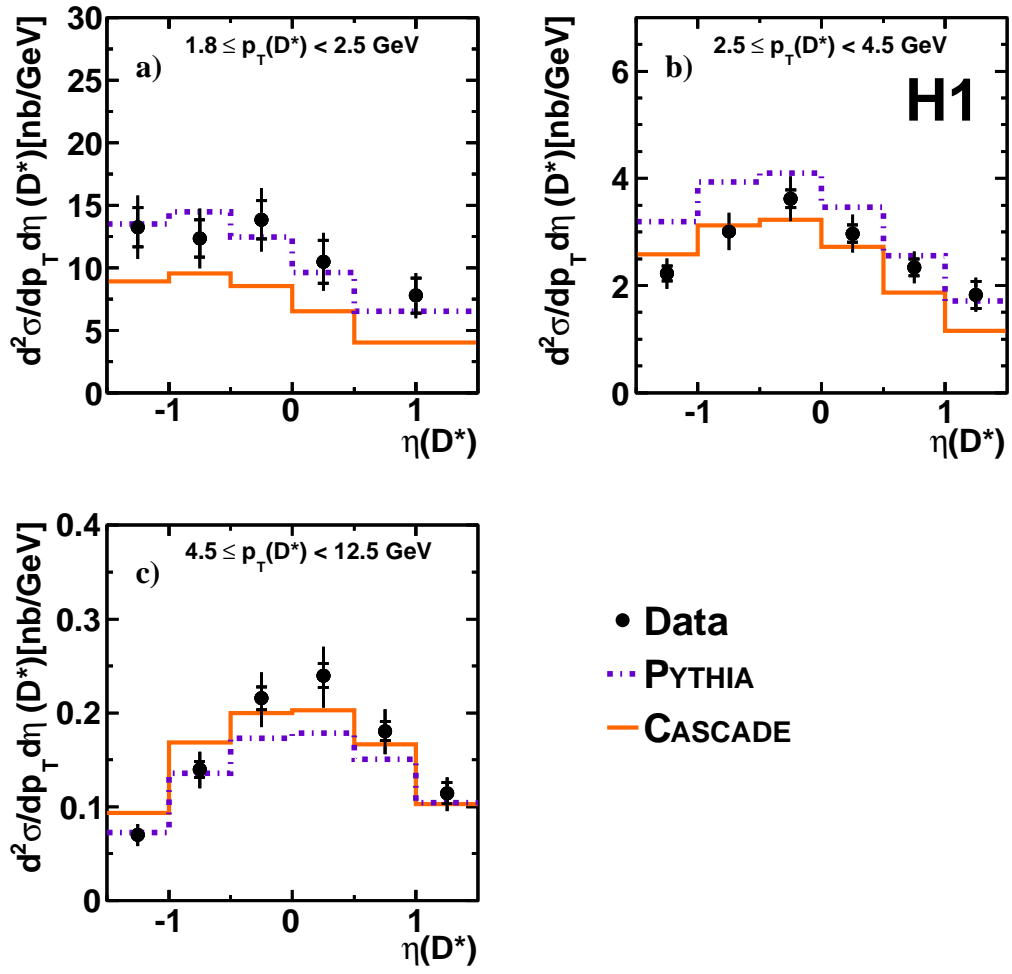 a)
1.8 ≤ p_T(D*) < 2.5 GeV
d²σ/dp_T dη (D*)[nb/GeV]
30
25
20
15
10
5
0
-1 0 1
η(D*)
b)
2.5 ≤ p_T(D*) < 4.5 GeV
H1
d²σ/dp_T dη (D*)[nb/GeV]
6
4
2
0
-1 0 1
η(D*)
c)
4.5 ≤ p_T(D*) < 12.5 GeV
d²σ/dp_T dη (D*)[nb/GeV]
0.4
0.3
0.2
0.1
0
-1 0 1
η(D*)
Data
PYTHIA
CASCADE